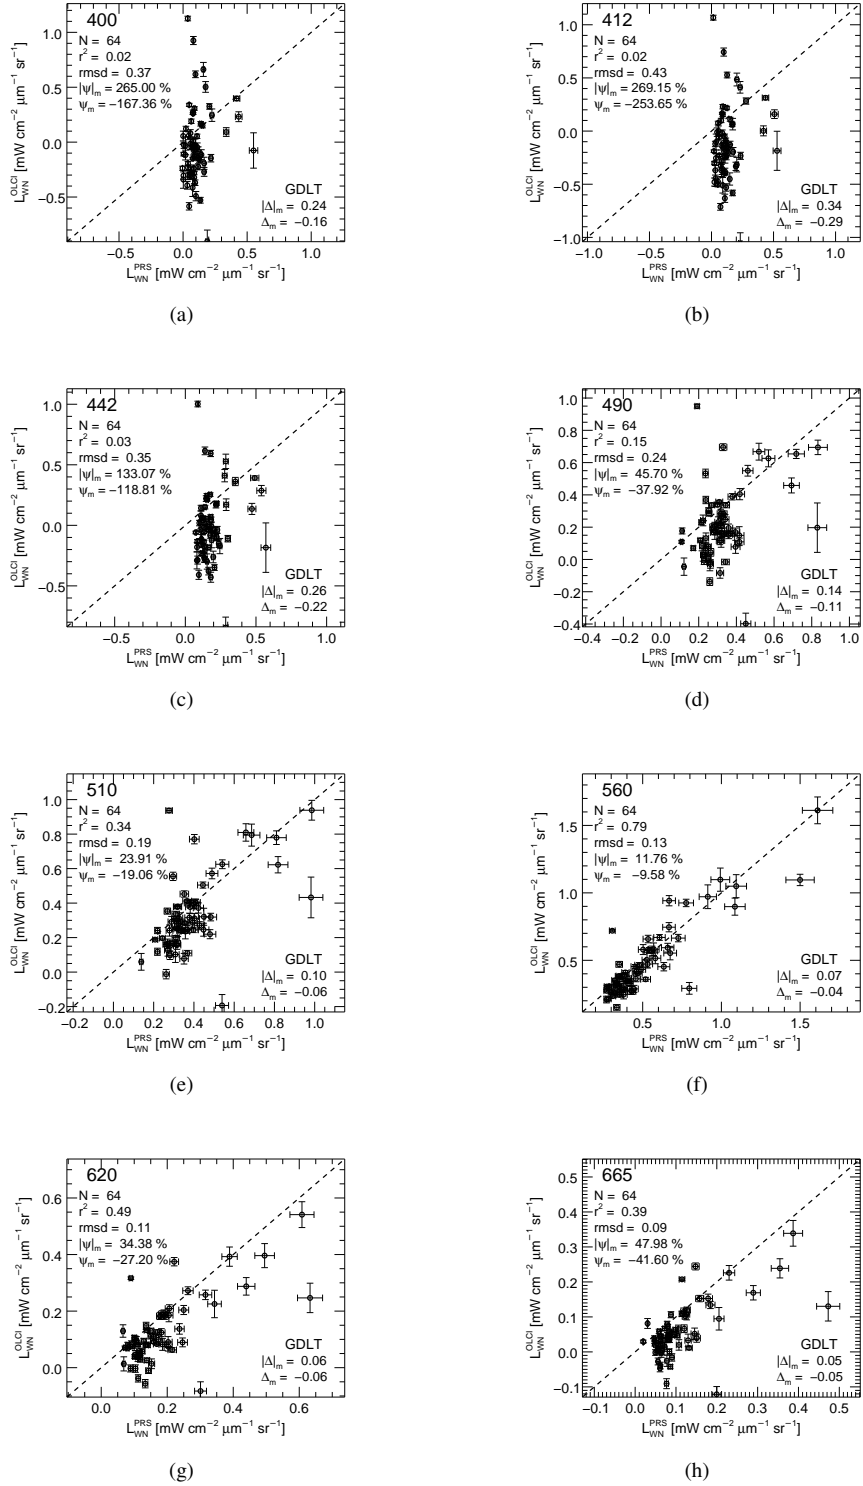 400
N = 64
r² = 0.02
rmsd = 0.37
|ψ|ₘ = 265.00 %
ψₘ = −167.36 %
GDLT
|Δ|ₘ = 0.24
Δₘ = −0.16
1.0
0.5
0.0
−0.5
−0.5 0.0 0.5 1.0
L_WN^OLCI [mW cm⁻² μm⁻¹ sr⁻¹]
L_WN^PRS [mW cm⁻² μm⁻¹ sr⁻¹]
(a)
412
N = 64
r² = 0.02
rmsd = 0.43
|ψ|ₘ = 269.15 %
ψₘ = −253.65 %
GDLT
|Δ|ₘ = 0.34
Δₘ = −0.29
1.0
0.5
0.0
−0.5
−1.0
−1.0 −0.5 0.0 0.5 1.0
L_WN^OLCI [mW cm⁻² μm⁻¹ sr⁻¹]
L_WN^PRS [mW cm⁻² μm⁻¹ sr⁻¹]
(b)
442
N = 64
r² = 0.03
rmsd = 0.35
|ψ|ₘ = 133.07 %
ψₘ = −118.81 %
GDLT
|Δ|ₘ = 0.26
Δₘ = −0.22
1.0
0.5
0.0
−0.5
−0.5 0.0 0.5 1.0
L_WN^OLCI [mW cm⁻² μm⁻¹ sr⁻¹]
L_WN^PRS [mW cm⁻² μm⁻¹ sr⁻¹]
(c)
490
N = 64
r² = 0.15
rmsd = 0.24
|ψ|ₘ = 45.70 %
ψₘ = −37.92 %
GDLT
|Δ|ₘ = 0.14
Δₘ = −0.11
1.0
0.8
0.6
0.4
0.2
0.0
−0.2
−0.4
−0.4 −0.2 0.0 0.2 0.4 0.6 0.8 1.0
L_WN^OLCI [mW cm⁻² μm⁻¹ sr⁻¹]
L_WN^PRS [mW cm⁻² μm⁻¹ sr⁻¹]
(d)
510
N = 64
r² = 0.34
rmsd = 0.19
|ψ|ₘ = 23.91 %
ψₘ = −19.06 %
GDLT
|Δ|ₘ = 0.10
Δₘ = −0.06
1.0
0.8
0.6
0.4
0.2
0.0
−0.2
−0.2 0.0 0.2 0.4 0.6 0.8 1.0
L_WN^OLCI [mW cm⁻² μm⁻¹ sr⁻¹]
L_WN^PRS [mW cm⁻² μm⁻¹ sr⁻¹]
(e)
560
N = 64
r² = 0.79
rmsd = 0.13
|ψ|ₘ = 11.76 %
ψₘ = −9.58 %
GDLT
|Δ|ₘ = 0.07
Δₘ = −0.04
1.5
1.0
0.5
0.5 1.0 1.5
L_WN^OLCI [mW cm⁻² μm⁻¹ sr⁻¹]
L_WN^PRS [mW cm⁻² μm⁻¹ sr⁻¹]
(f)
620
N = 64
r² = 0.49
rmsd = 0.11
|ψ|ₘ = 34.38 %
ψₘ = −27.20 %
GDLT
|Δ|ₘ = 0.06
Δₘ = −0.06
0.6
0.4
0.2
0.0
0.0 0.2 0.4 0.6
L_WN^OLCI [mW cm⁻² μm⁻¹ sr⁻¹]
L_WN^PRS [mW cm⁻² μm⁻¹ sr⁻¹]
(g)
665
N = 64
r² = 0.39
rmsd = 0.09
|ψ|ₘ = 47.98 %
ψₘ = −41.60 %
GDLT
|Δ|ₘ = 0.05
Δₘ = −0.05
0.5
0.4
0.3
0.2
0.1
0.0
−0.1
−0.1 0.0 0.1 0.2 0.3 0.4 0.5
L_WN^OLCI [mW cm⁻² μm⁻¹ sr⁻¹]
L_WN^PRS [mW cm⁻² μm⁻¹ sr⁻¹]
(h)